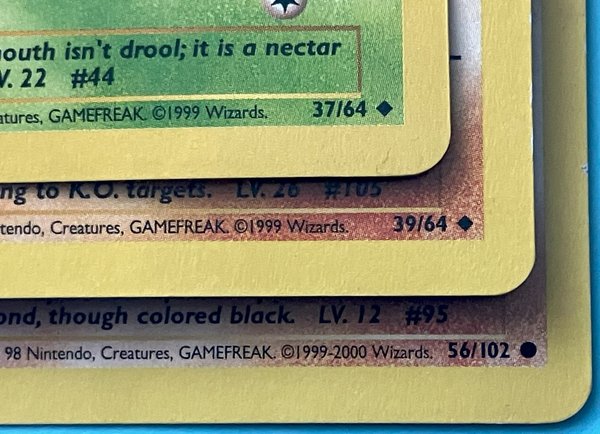 mouth isn't drool; it is a nectar
LV. 22 #44
atures, GAMEFREAK. ©1999 Wizards. 37/64
ng to K.O. targets. LV. 26 #105
tendo, Creatures, GAMEFREAK. ©1999 Wizards. 39/64
ond, though colored black. LV. 12 #95
98 Nintendo, Creatures, GAMEFREAK. ©1999-2000 Wizards. 56/102